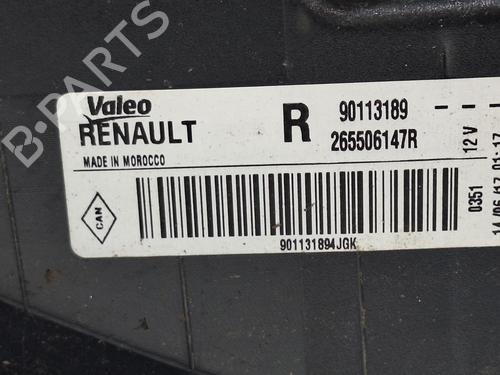 B-PARTS
Valeo
RENAULT
MADE IN MOROCCO
R
90113189
265506147R
CAN
901131894JGK
0351 12 V